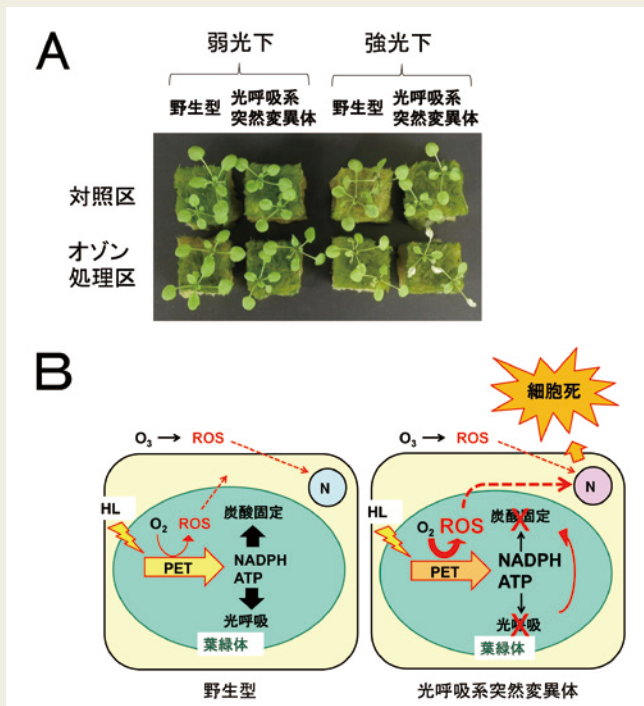 A
弱光下
強光下
野生型
光呼吸系
突然変異体
野生型
光呼吸系
突然変異体
対照区
オゾン
処理区
B
細胞死
O3 → ROS
N
HL
O2
ROS
炭酸固定
PET
NADPH
ATP
光呼吸
葉緑体
野生型
O3 → ROS
N
HL
O2
ROS
炭酸固定
PET
NADPH
ATP
光呼吸
葉緑体
光呼吸系突然変異体